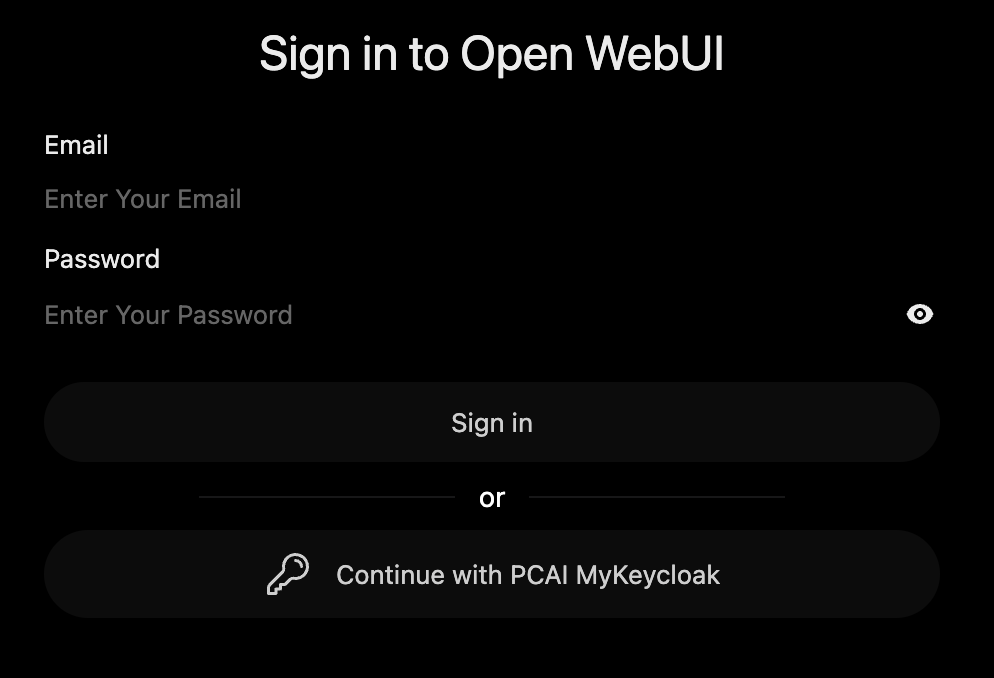 Sign in to Open WebUI
Email
Enter Your Email
Password
Enter Your Password
Sign in
or
Continue with PCAI MyKeycloak